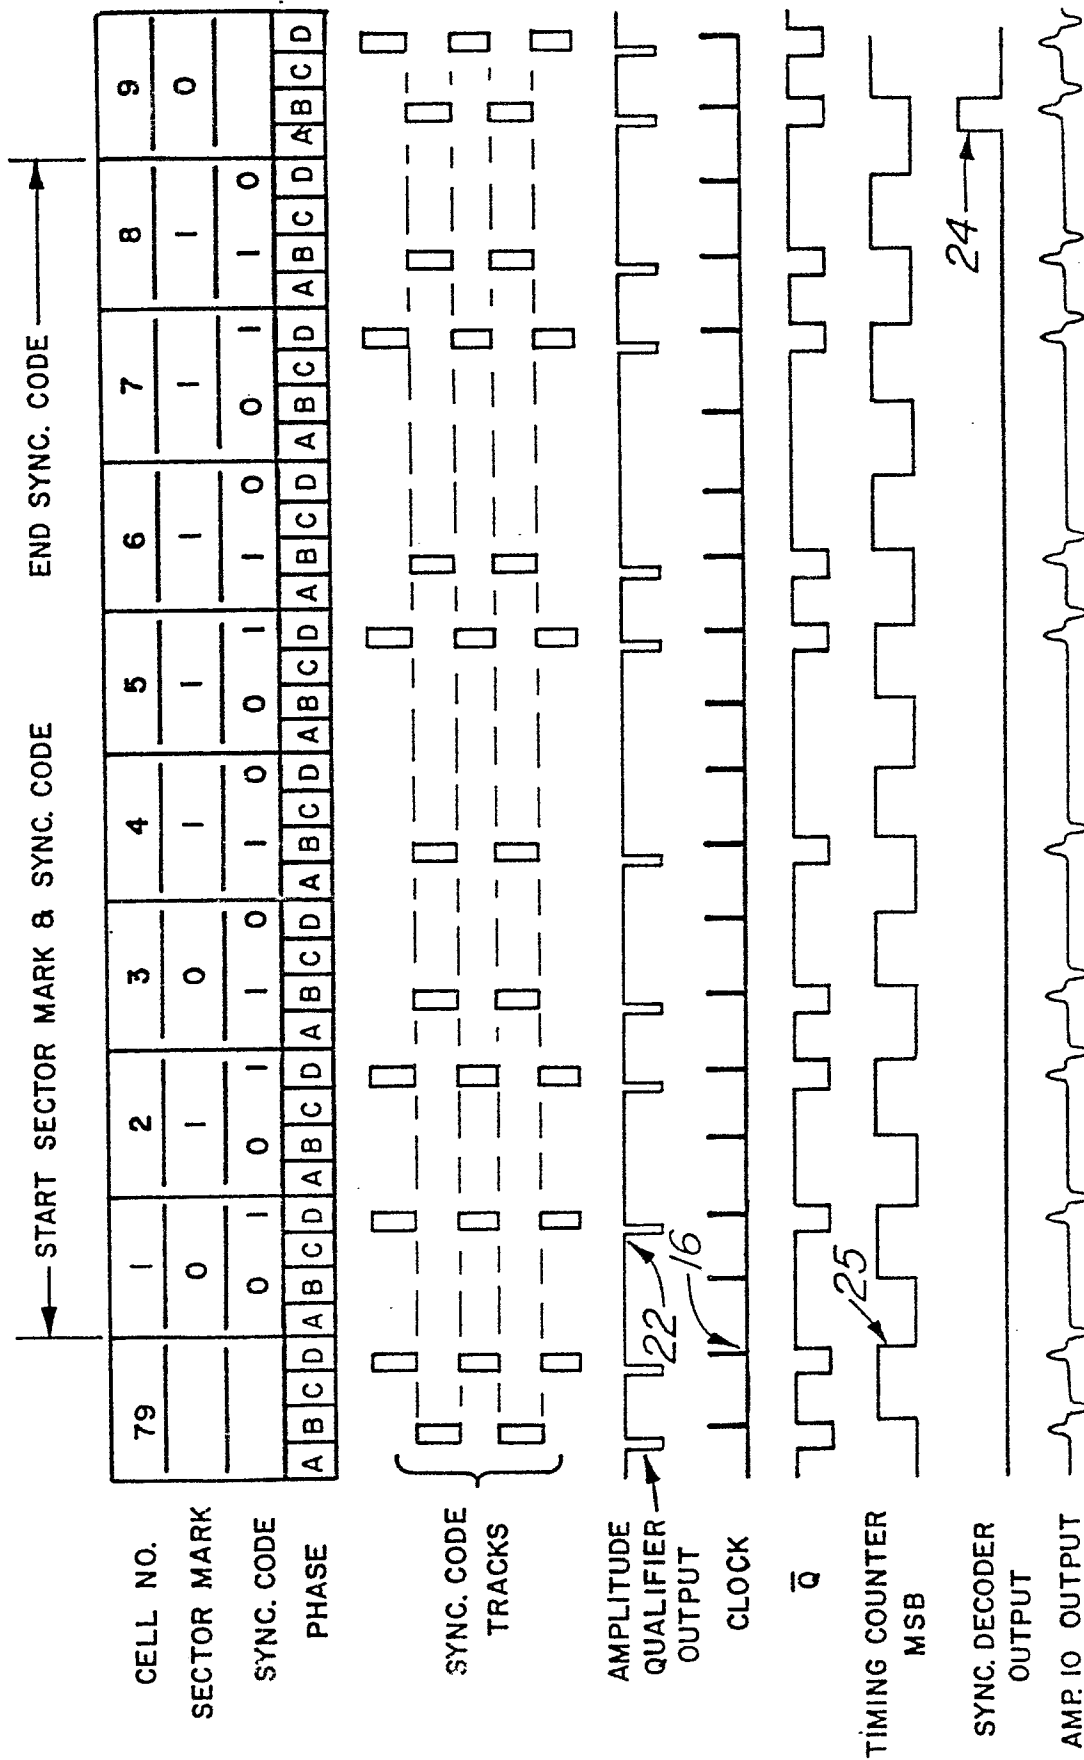 START SECTOR MARK & SYNC. CODE END SYNC. CODE
CELL NO. 79 1 2 3 4 5 6 7 8 9
SECTOR MARK 0 1 0 1 1 1 1 1 0
SYNC. CODE 0 1 0 1 1 0 1 0 0 1 1 0 0 1 1 0
PHASE A B C D A B C D A B C D A B C D A B C D A B C D A B C D A B C D A B C D A B C D
SYNC. CODE
TRACKS
AMPLITUDE
QUALIFIER
OUTPUT
22
CLOCK
16
Q̅
TIMING COUNTER
MSB
25
SYNC. DECODER
OUTPUT
24
AMP. 10 OUTPUT